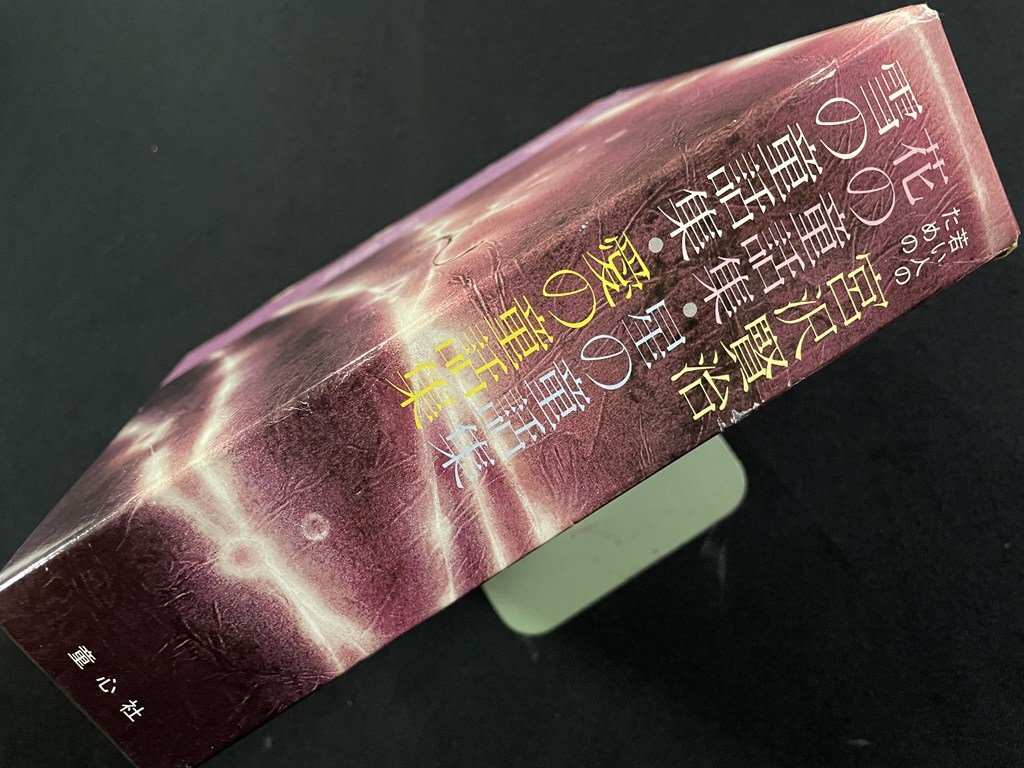 若い人の
ための
宮沢賢治
花の童話集・星の童話集
雪の童話集・愛の童話集
童心社